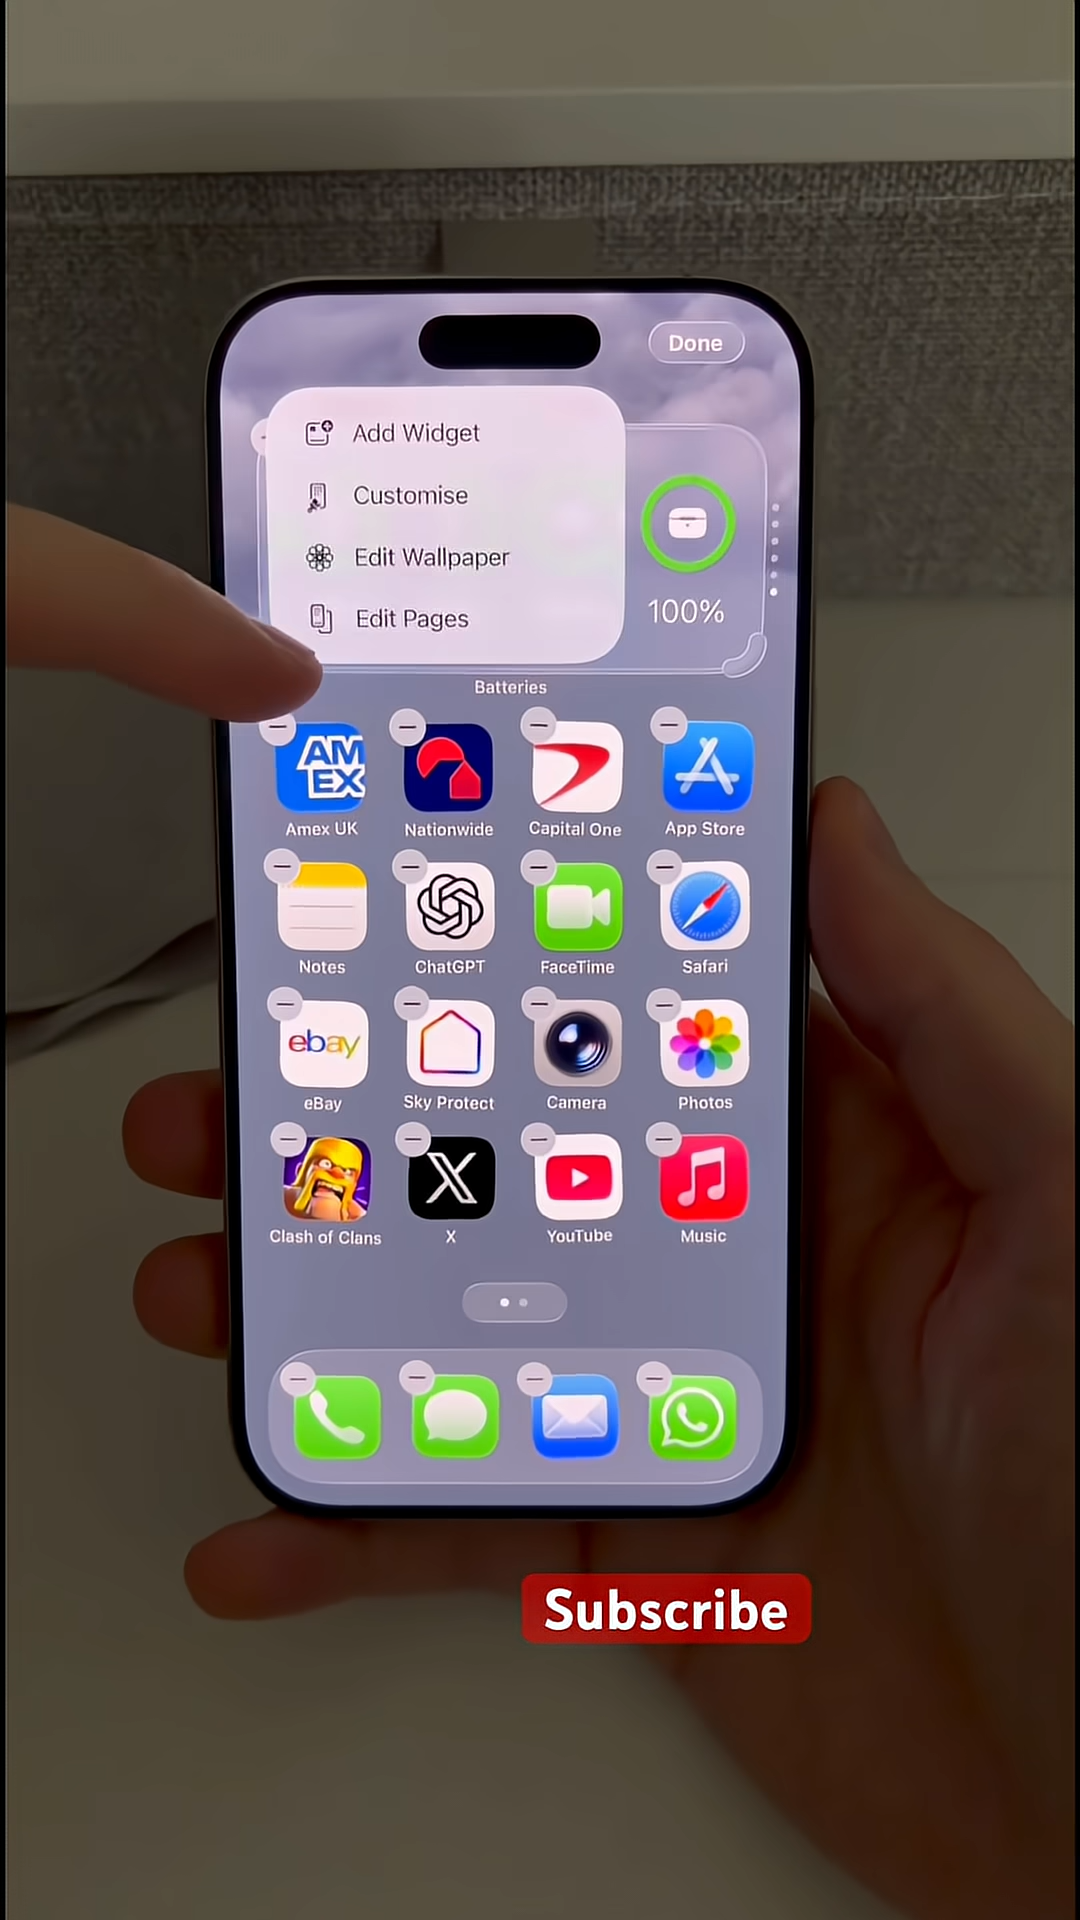 Done
Add Widget
Customise
Edit Wallpaper
Edit Pages
100%
Batteries
AM
EX
Amex UK
Nationwide
Capital One
App Store
Notes
ChatGPT
FaceTime
Safari
ebay
eBay
Sky Protect
Camera
Photos
Clash of Clans
X
YouTube
Music
Subscribe